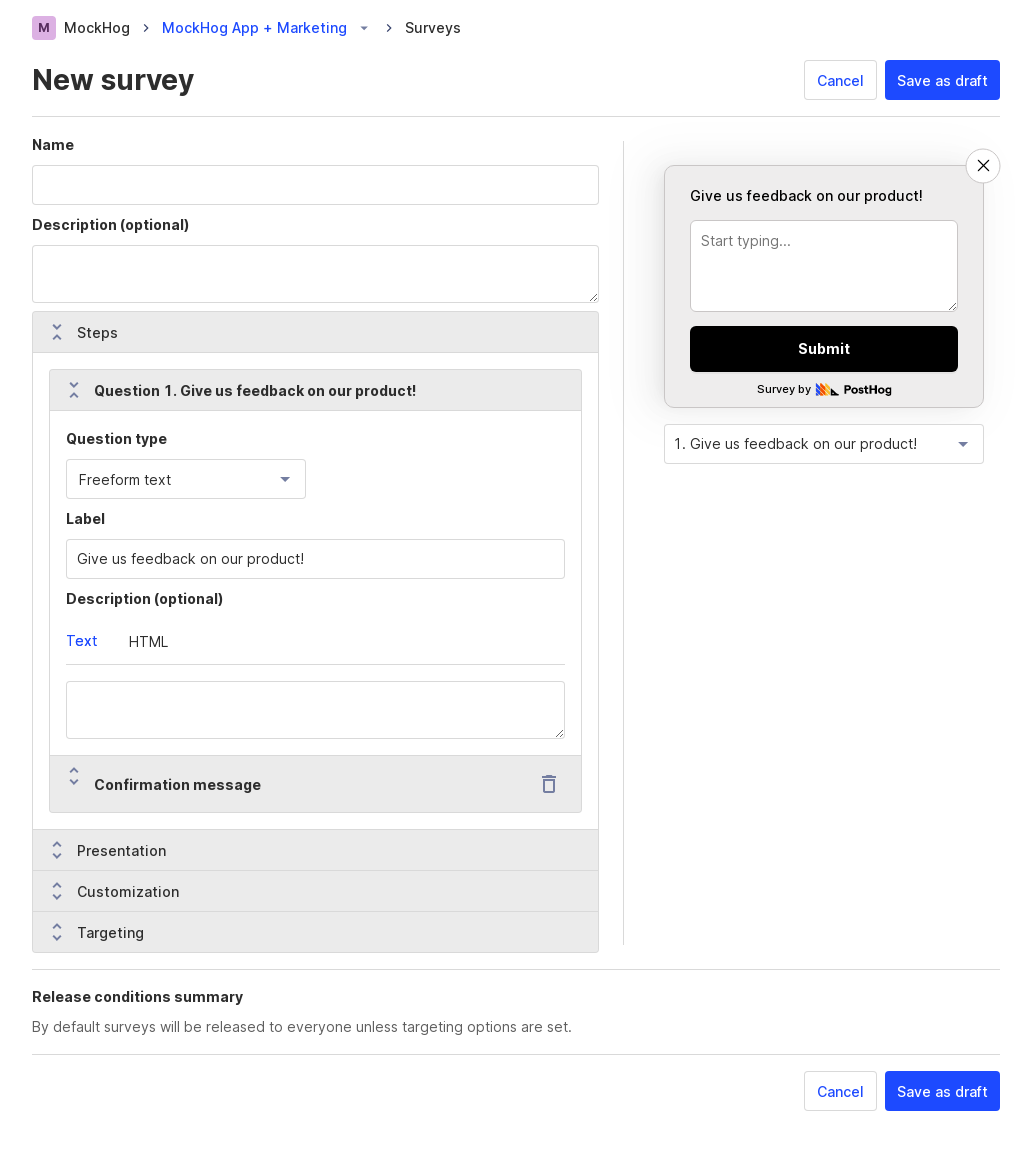 M MockHog MockHog App + Marketing Surveys
New survey
Cancel Save as draft
Name
Description (optional)
Steps
Question 1. Give us feedback on our product!
Question type
Freeform text
Label
Give us feedback on our product!
Description (optional)
Text HTML
Confirmation message
Presentation
Customization
Targeting
Give us feedback on our product!
Start typing...
Submit
Survey by PostHog
1. Give us feedback on our product!
Release conditions summary
By default surveys will be released to everyone unless targeting options are set.
Cancel Save as draft